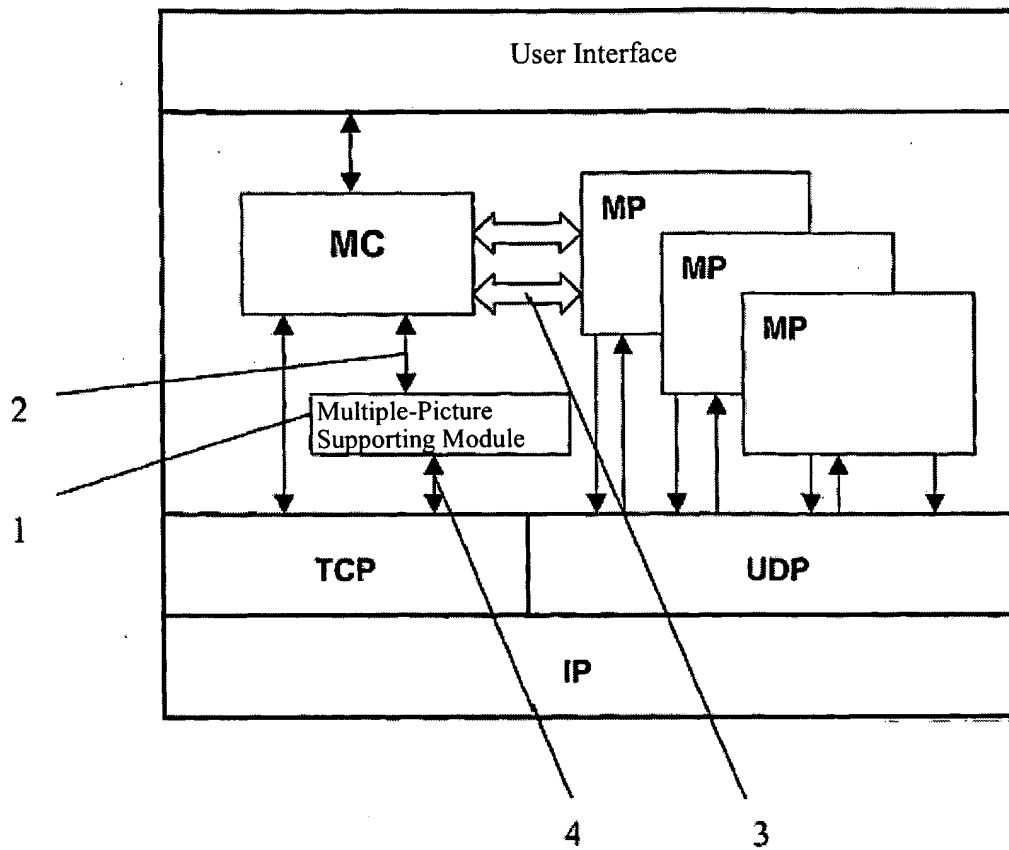 User Interface
MC
MP
MP
MP
2
Multiple-Picture
Supporting Module
1
TCP
UDP
IP
4
3